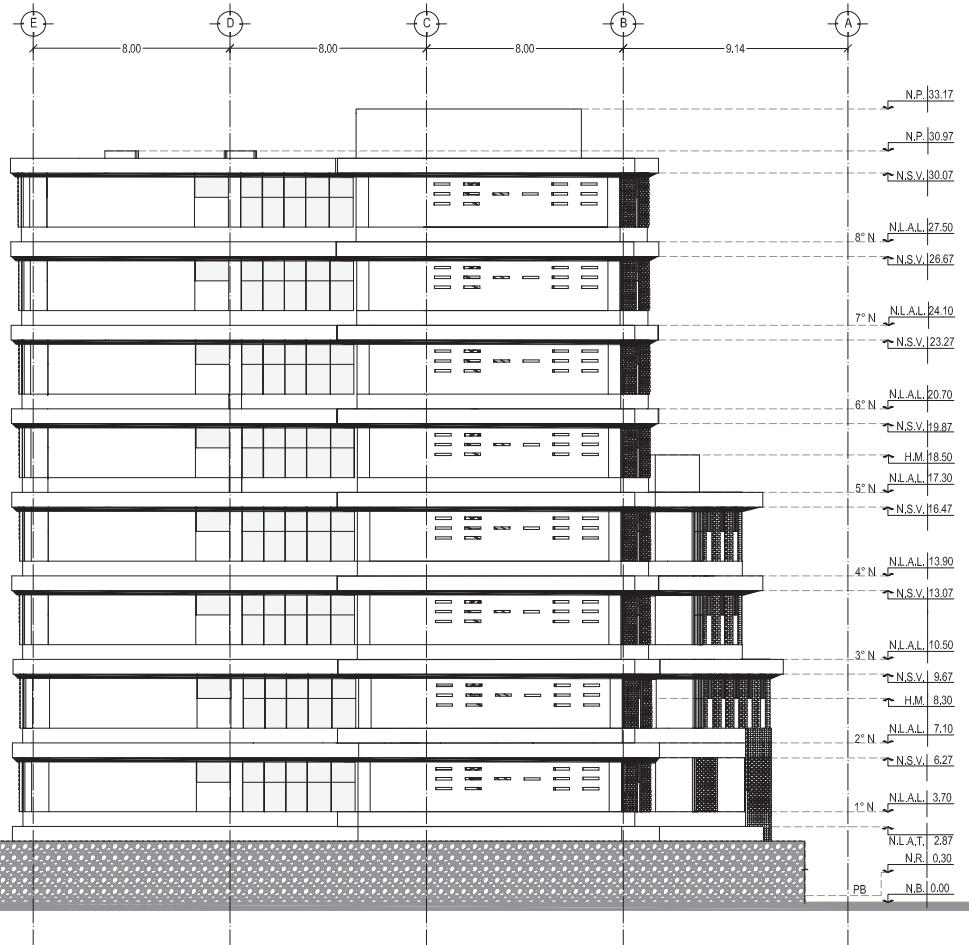 E D C B A
8.00 8.00 8.00 9.14
N.P. 33.17
N.P. 30.97
N.S.V. 30.07
8° N N.L.A.L. 27.50
N.S.V. 26.67
7° N N.L.A.L. 24.10
N.S.V. 23.27
6° N N.L.A.L. 20.70
N.S.V. 19.87
H.M. 18.50
5° N N.L.A.L. 17.30
N.S.V. 16.47
4° N N.L.A.L. 13.90
N.S.V. 13.07
3° N N.L.A.L. 10.50
N.S.V. 9.67
H.M. 8.30
2° N N.L.A.L. 7.10
N.S.V. 6.27
1° N N.L.A.L. 3.70
N.L.A.T. 2.87
N.R. 0.30
PB N.B. 0.00